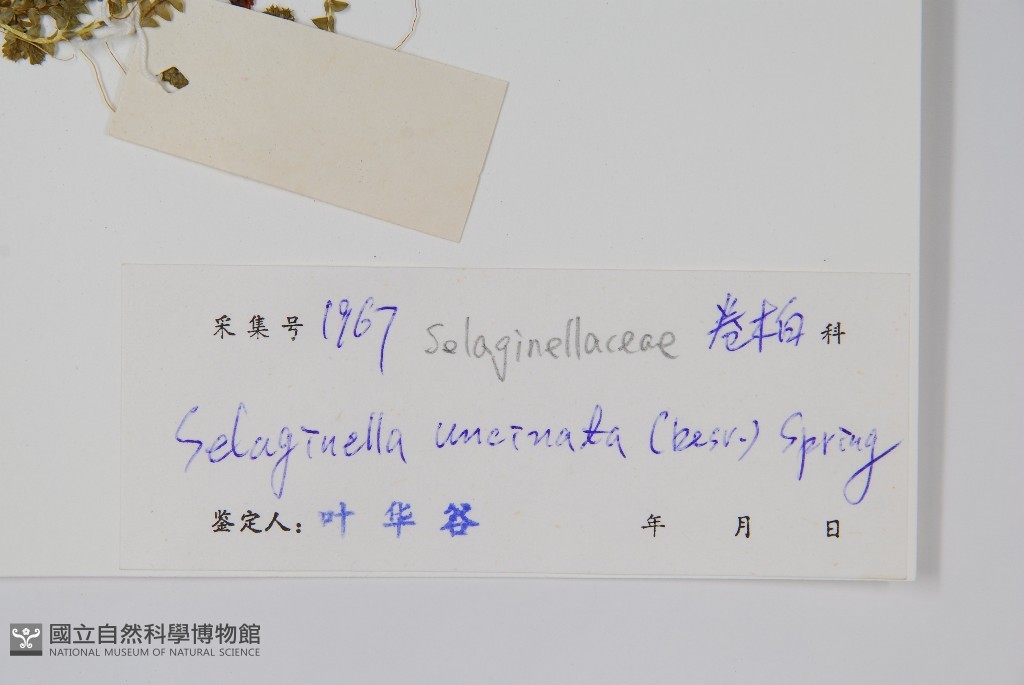 采集号 1967 Selaginellaceae 卷柏 科
Selaginella uncinata (Desv.) Spring
鉴定人: 叶华谷 年 月 日
國立自然科學博物館
NATIONAL MUSEUM OF NATURAL SCIENCE